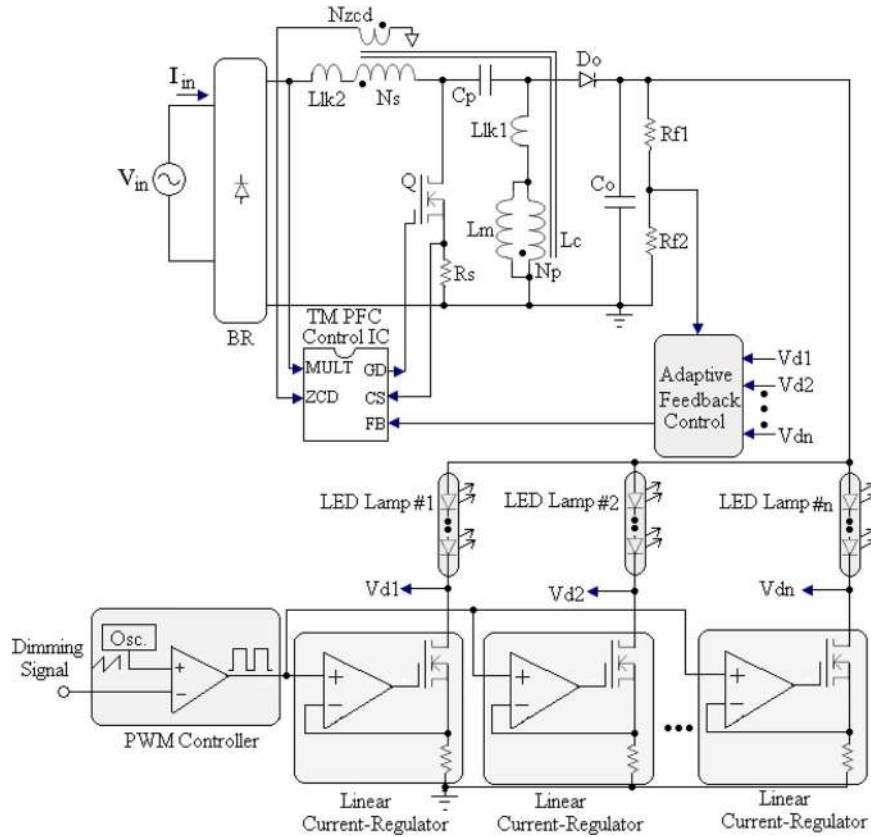 Nzcd
I in
Llk2
Ns
Cp
Do
Llk1
Rf1
V in
Q
Co
Lm
Lc
Rf2
Np
Rs
BR
TM PFC
Control IC
MULT
GD
ZCD
CS
FB
Adaptive
Feedback
Control
Vd1
Vd2
Vdn
LED Lamp #1
LED Lamp #2
LED Lamp #n
Vd1
Vd2
Vdn
Dimming
Signal
Osc.
+
−
PWM Controller
+
−
+
−
+
−
Linear
Current-Regulator
Linear
Current-Regulator
Linear
Current-Regulator